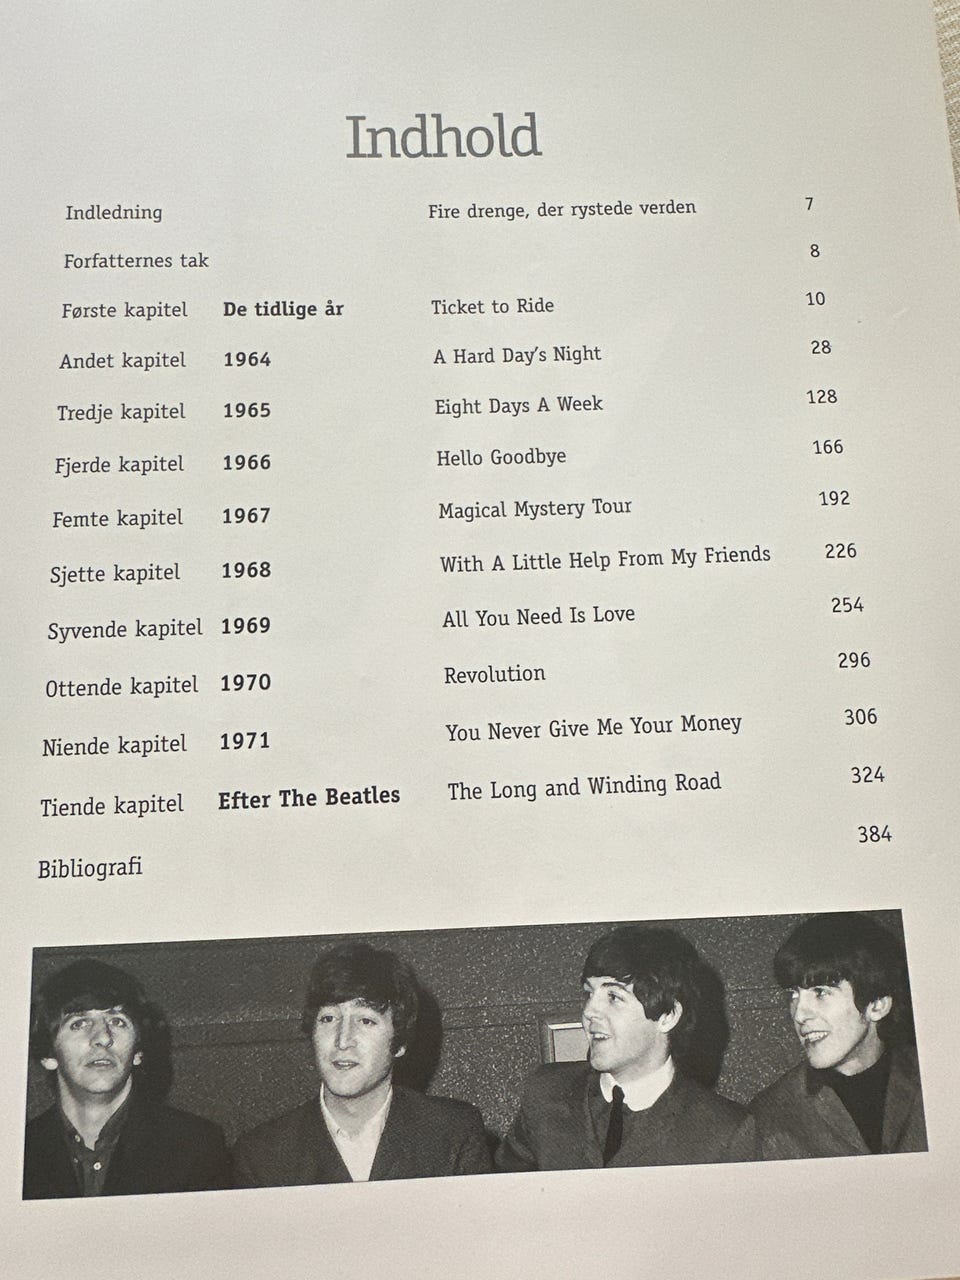 Indhold
Indledning Fire drenge, der rystede verden 7
Forfatternes tak 8
Første kapitel De tidlige år Ticket to Ride 10
Andet kapitel 1964 A Hard Day's Night 28
Tredje kapitel 1965 Eight Days A Week 128
Fjerde kapitel 1966 Hello Goodbye 166
Femte kapitel 1967 Magical Mystery Tour 192
Sjette kapitel 1968 With A Little Help From My Friends 226
Syvende kapitel 1969 All You Need Is Love 254
Ottende kapitel 1970 Revolution 296
Niende kapitel 1971 You Never Give Me Your Money 306
Tiende kapitel Efter The Beatles The Long and Winding Road 324
Bibliografi 384